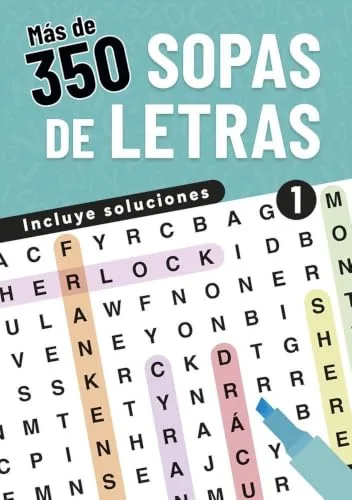 Más de
350 SOPAS
DE LETRAS
Incluye soluciones
1
A C F Y R C B A G M
H E R L O C K I D B O
U L A W F N O N E R N
V E N E Y O N B I S T
S S K R C K D T G H